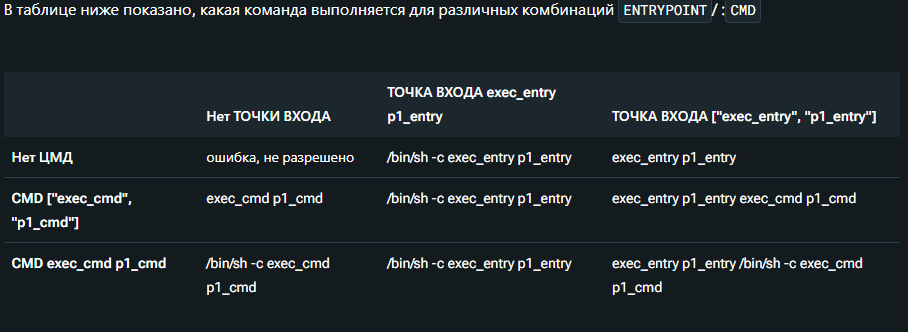 В таблице ниже показано, какая команда выполняется для различных комбинаций ENTRYPOINT/:CMD
ТОЧКА ВХОДА exec_entry
Нет ТОЧКИ ВХОДА p1_entry ТОЧКА ВХОДА ["exec_entry", "p1_entry"]
Нет ЦМД ошибка, не разрешено /bin/sh -c exec_entry p1_entry exec_entry p1_entry
CMD ["exec_cmd", exec_cmd p1_cmd /bin/sh -c exec_entry p1_entry exec_entry p1_entry exec_cmd p1_cmd
"p1_cmd"]
CMD exec_cmd p1_cmd /bin/sh -c exec_cmd /bin/sh -c exec_entry p1_entry exec_entry p1_entry /bin/sh -c exec_cmd
p1_cmd p1_cmd